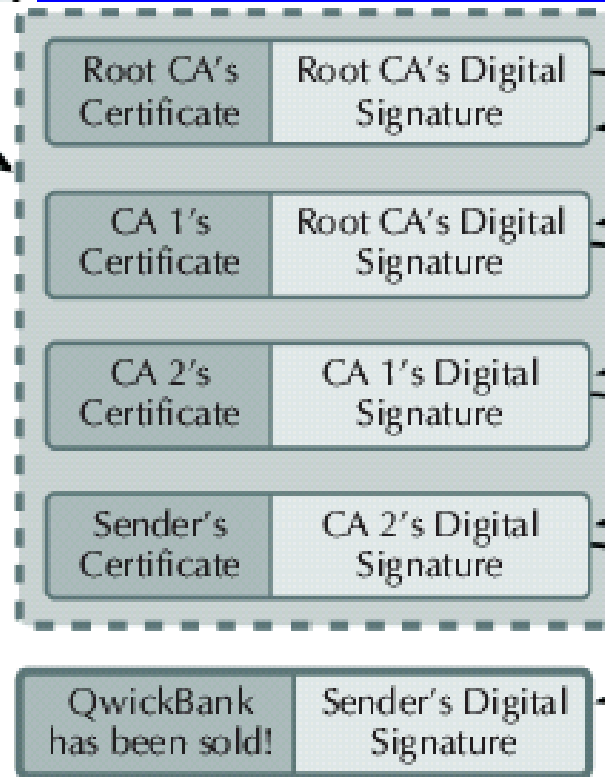 Root CA's
Certificate
Root CA's Digital
Signature
CA 1's
Certificate
Root CA's Digital
Signature
CA 2's
Certificate
CA 1's Digital
Signature
Sender's
Certificate
CA 2's Digital
Signature
QwickBank
has been sold!
Sender's Digital
Signature